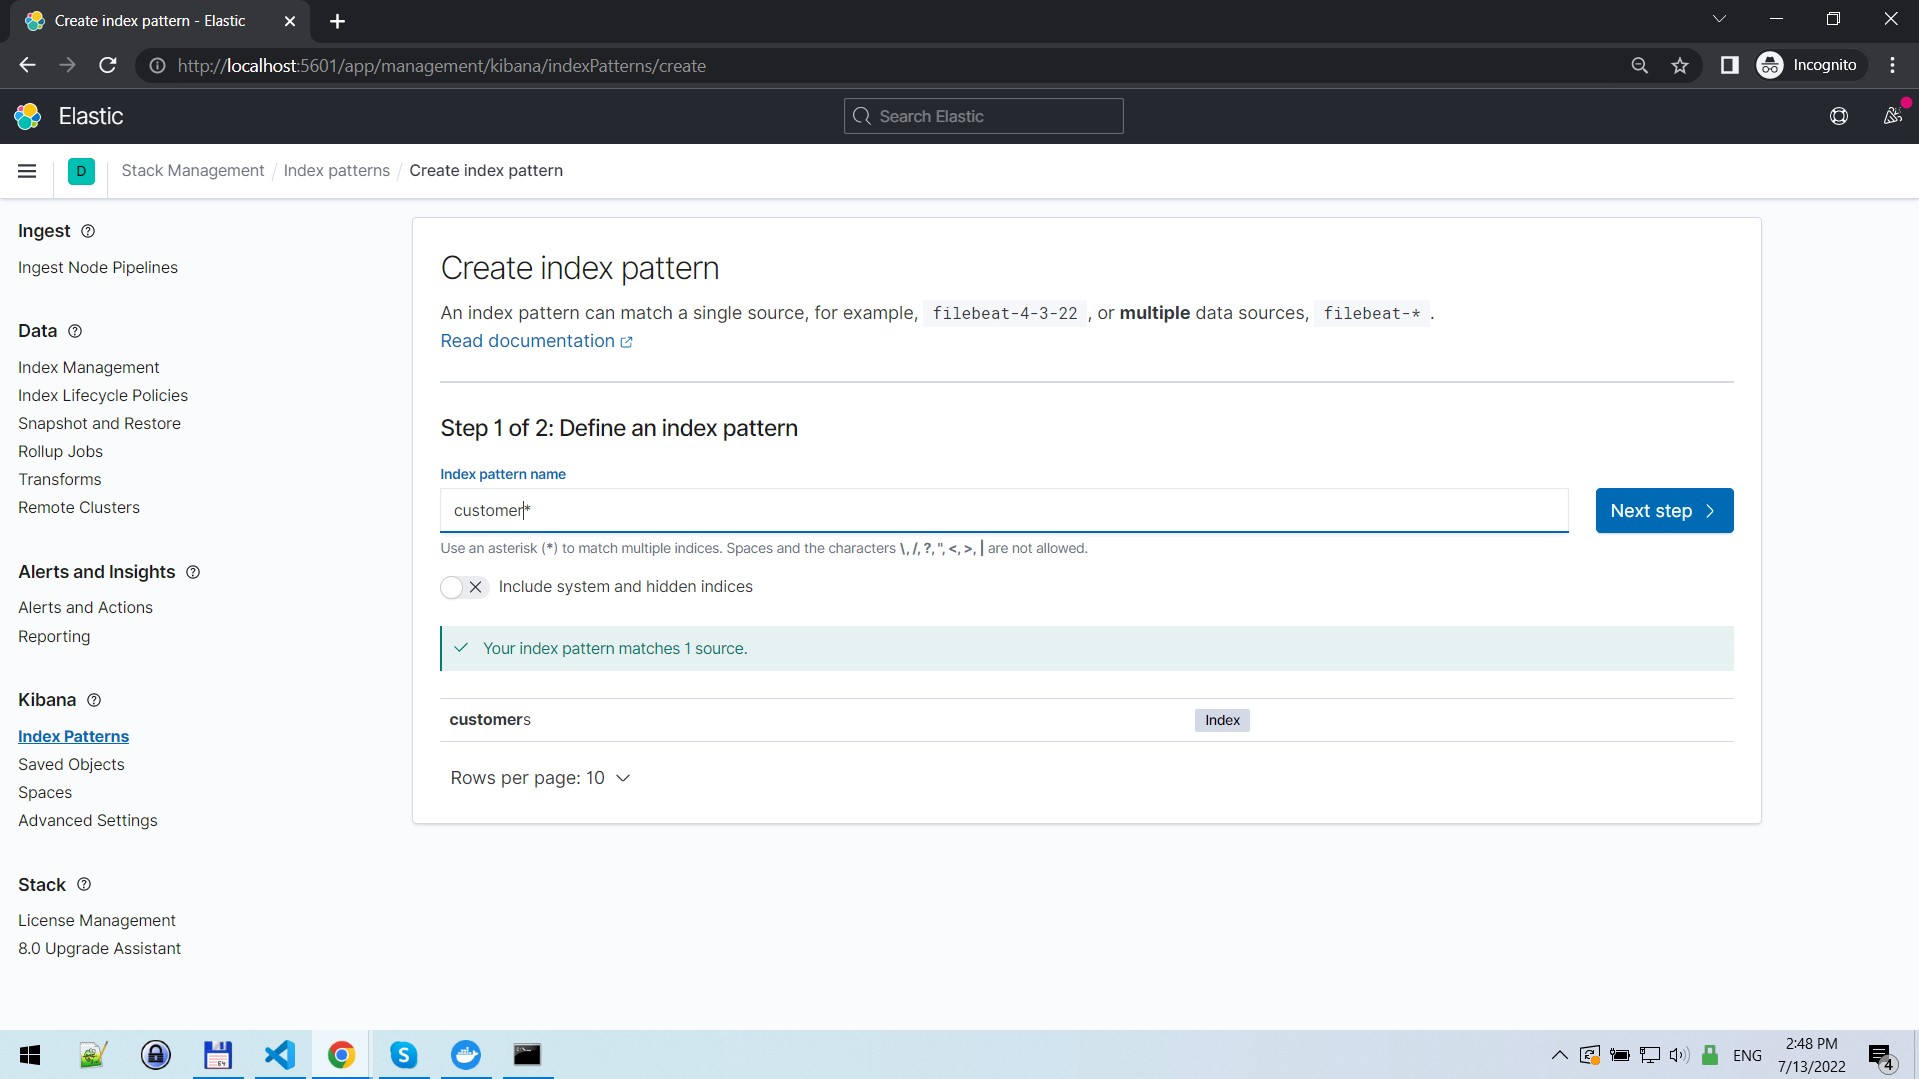 Create index pattern - Elastic
http://localhost:5601/app/management/kibana/indexPatterns/create
Incognito
Elastic
Search Elastic
D
Stack Management / Index patterns / Create index pattern
Ingest
Ingest Node Pipelines
Data
Index Management
Index Lifecycle Policies
Snapshot and Restore
Rollup Jobs
Transforms
Remote Clusters
Alerts and Insights
Alerts and Actions
Reporting
Kibana
Index Patterns
Saved Objects
Spaces
Advanced Settings
Stack
License Management
8.0 Upgrade Assistant
Create index pattern
An index pattern can match a single source, for example, filebeat-4-3-22 , or multiple data sources, filebeat-* .
Read documentation
Step 1 of 2: Define an index pattern
Index pattern name
customer*
Next step
Use an asterisk (*) to match multiple indices. Spaces and the characters \, /, ?, ", <, >, | are not allowed.
Include system and hidden indices
Your index pattern matches 1 source.
customers
Index
Rows per page: 10
64
S
ENG
2:48 PM
7/13/2022
4